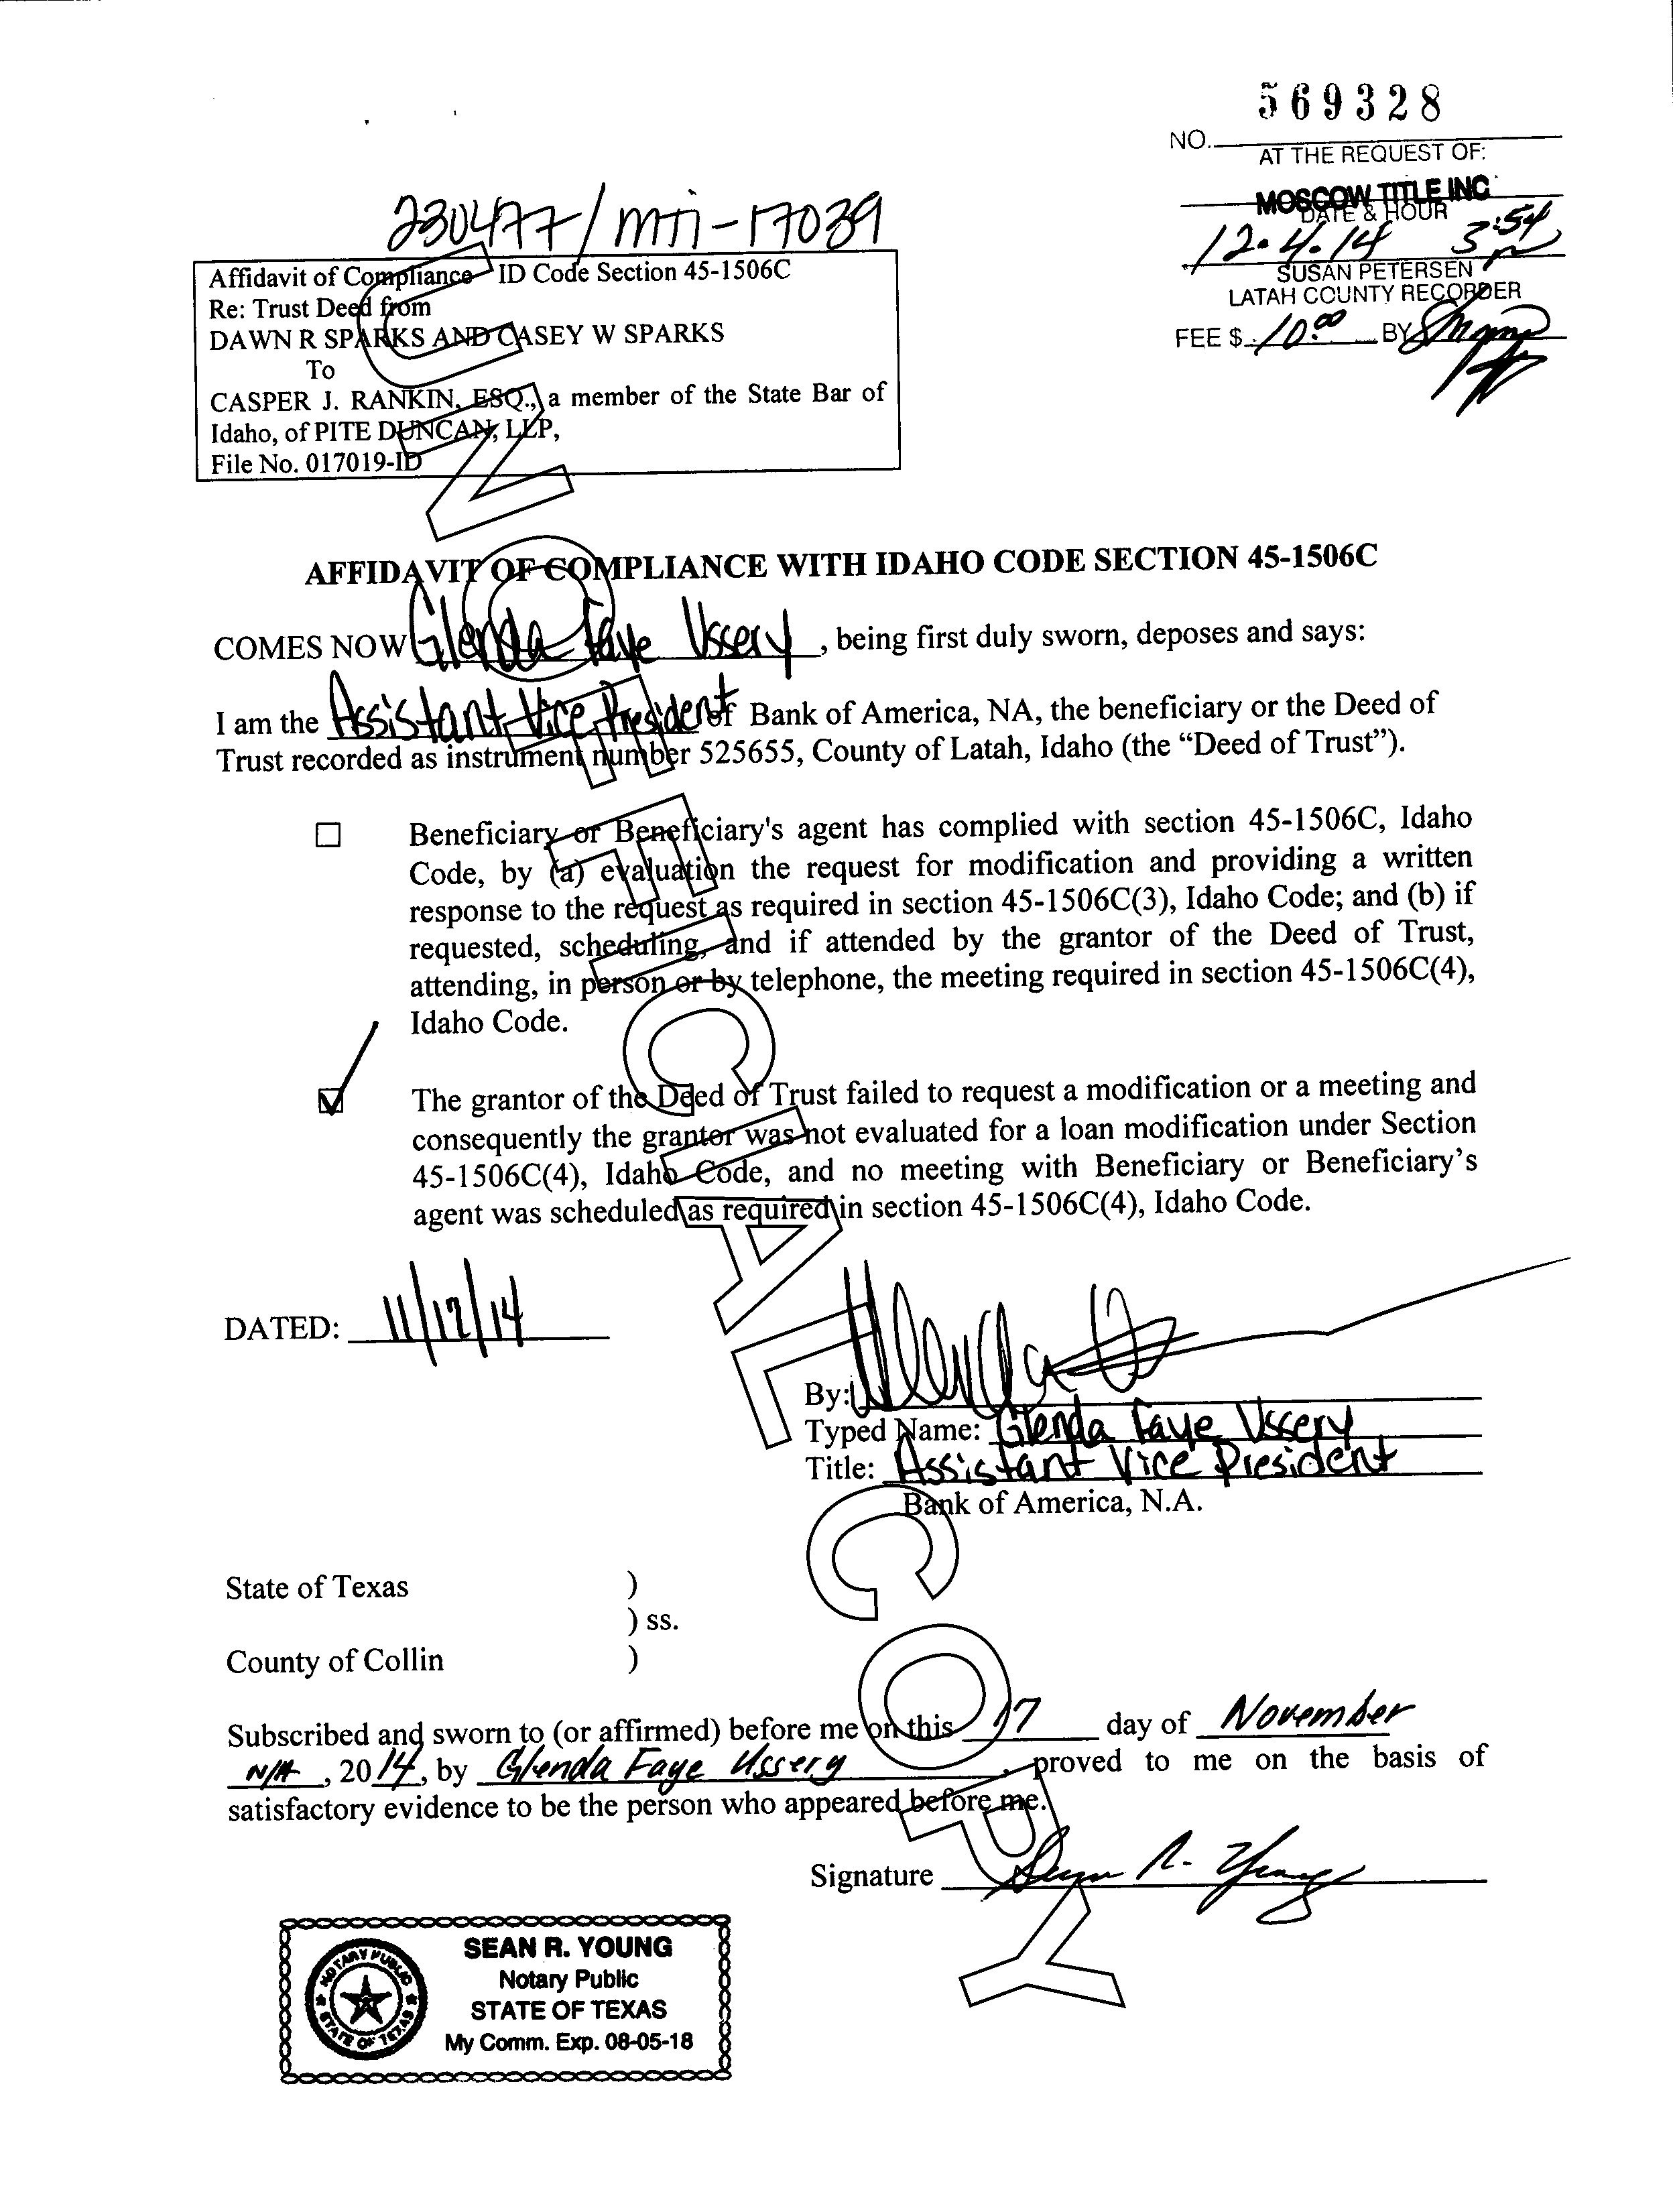 569328
NO.
AT THE REQUEST OF:
MOSCOW TITLE INC
DATE & HOUR
12.4.14 3:54
SUSAN PETERSEN
LATAH COUNTY RECORDER
FEE $ 10.00 BY
230477/MTI-17039
Affidavit of Compliance ID Code Section 45-1506C
Re: Trust Deed from
DAWN R SPARKS AND CASEY W SPARKS
To
CASPER J. RANKIN, ESQ., a member of the State Bar of
Idaho, of PITE DUNCAN, LLP,
File No. 017019-ID
AFFIDAVIT OF COMPLIANCE WITH IDAHO CODE SECTION 45-1506C
COMES NOW Glenda Faye Ussery, being first duly sworn, deposes and says:
I am the Assistant Vice President of Bank of America, NA, the beneficiary or the Deed of
Trust recorded as instrument number 525655, County of Latah, Idaho (the “Deed of Trust”).
☐ Beneficiary or Beneficiary's agent has complied with section 45-1506C, Idaho
Code, by (a) evaluation the request for modification and providing a written
response to the request as required in section 45-1506C(3), Idaho Code; and (b) if
requested, scheduling, and if attended by the grantor of the Deed of Trust,
attending, in person or by telephone, the meeting required in section 45-1506C(4),
Idaho Code.
☑ The grantor of the Deed of Trust failed to request a modification or a meeting and
consequently the grantor was not evaluated for a loan modification under Section
45-1506C(4), Idaho Code, and no meeting with Beneficiary or Beneficiary’s
agent was scheduled as required in section 45-1506C(4), Idaho Code.
DATED: 11/17/14
By:
Typed Name: Glenda Faye Ussery
Title: Assistant Vice President
Bank of America, N.A.
State of Texas )
) ss.
County of Collin )
Subscribed and sworn to (or affirmed) before me on this 17 day of November
N/A, 2014, by Glenda Faye Ussery, proved to me on the basis of
satisfactory evidence to be the person who appeared before me.
Signature Sean R. Young
SEAN R. YOUNG
Notary Public
STATE OF TEXAS
My Comm. Exp. 08-05-18
NOTARY PUBLIC
STATE OF TEXAS
UNOFFICIAL COPY